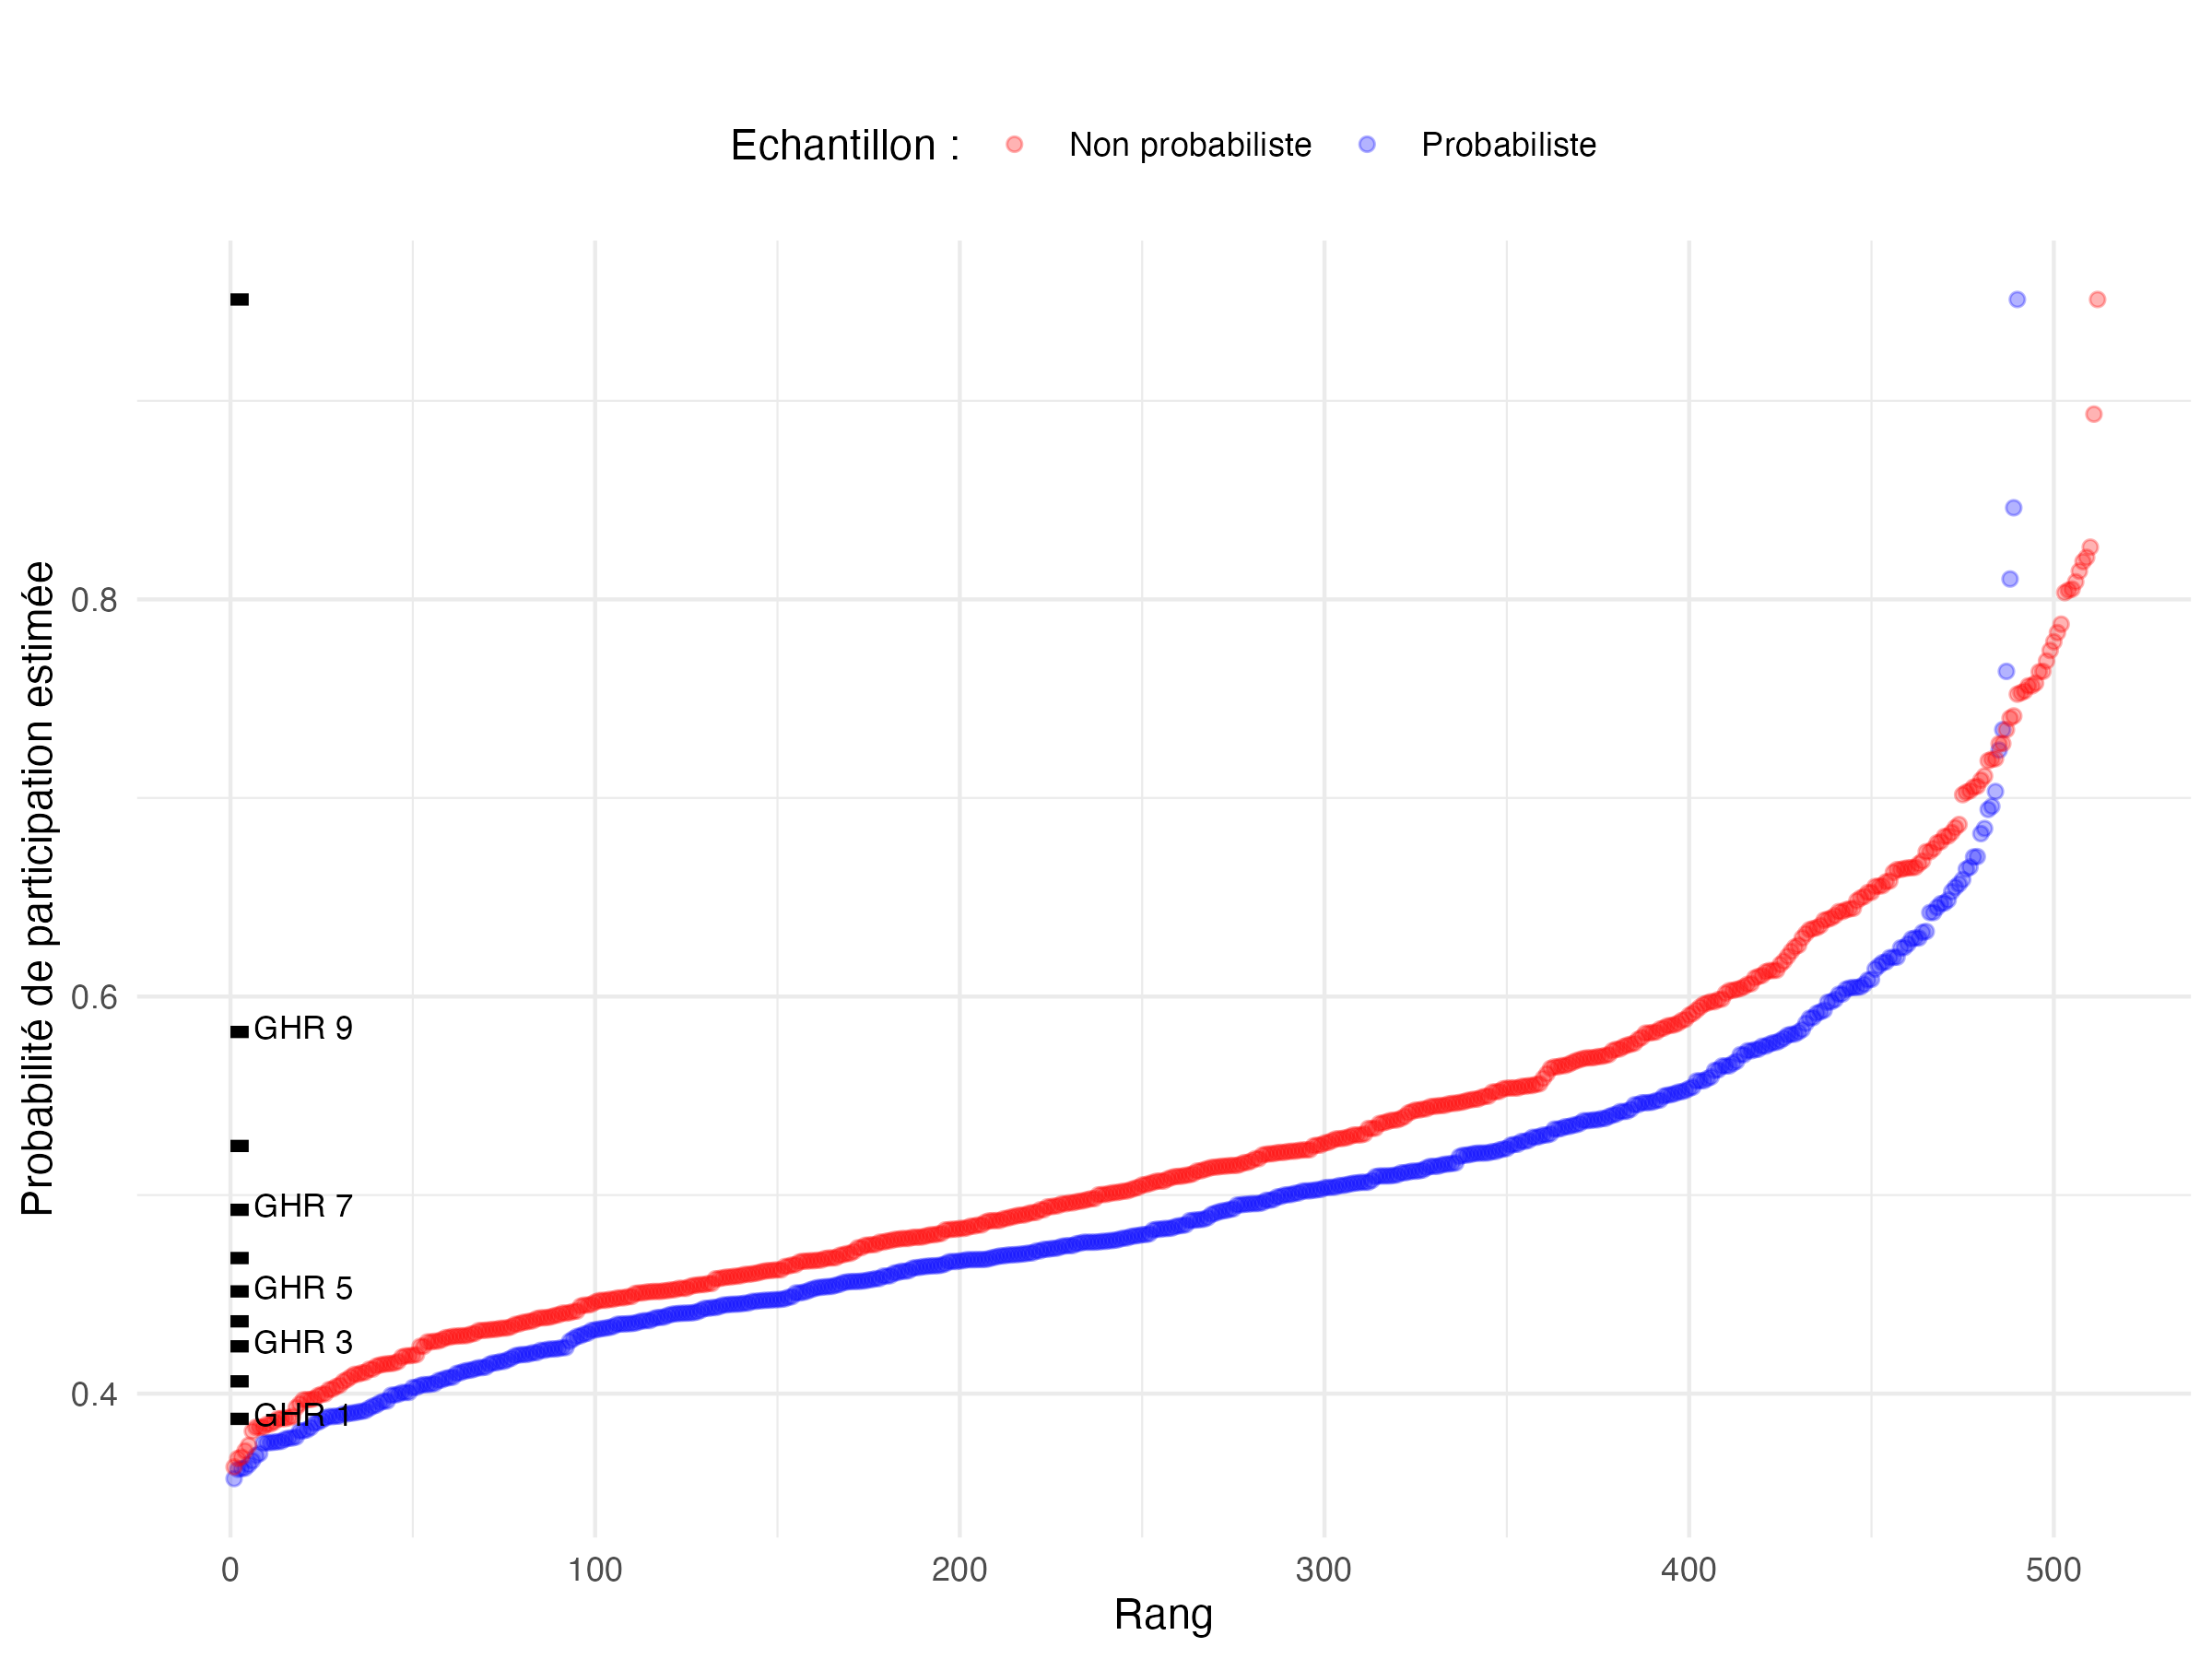 Echantillon :
Non probabiliste
Probabiliste
Probabilité de participation estimée
0.8
0.6
0.4
GHR 9
GHR 7
GHR 5
GHR 3
GHR 1
0
100
200
300
400
500
Rang